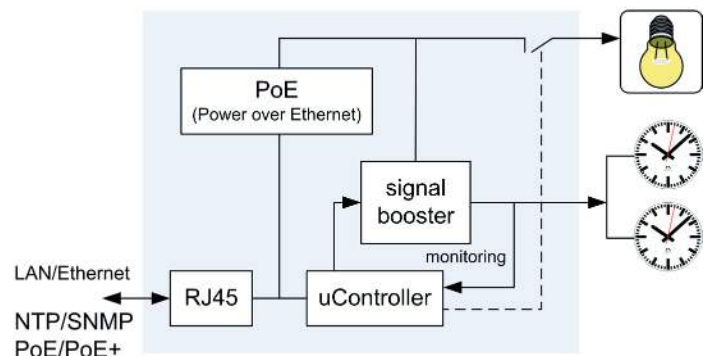 PoE
(Power over Ethernet)
signal
booster
monitoring
LAN/Ethernet
RJ45
uController
NTP/SNMP
PoE/PoE+